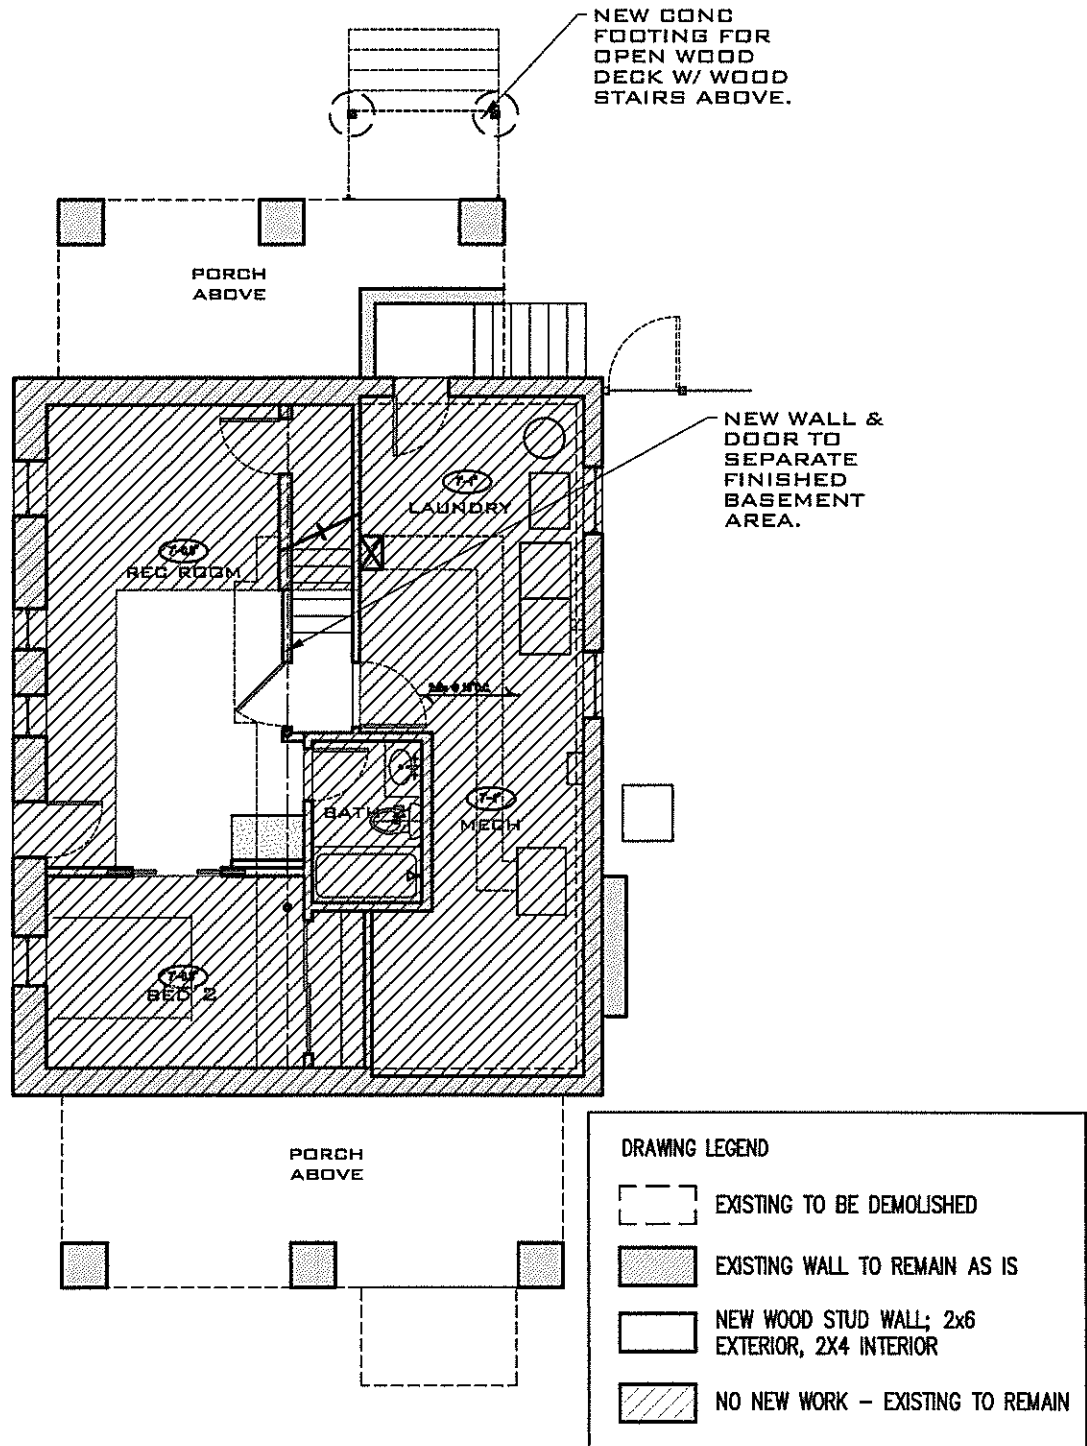 NEW CONC
FOOTING FOR
OPEN WOOD
DECK W/ WOOD
STAIRS ABOVE.
PORCH
ABOVE
NEW WALL &
DOOR TO
SEPARATE
FINISHED
BASEMENT
AREA.
LAUNDRY
REC ROOM
BATH 2
MECH
BED 2
PORCH
ABOVE
DRAWING LEGEND
EXISTING TO BE DEMOLISHED
EXISTING WALL TO REMAIN AS IS
NEW WOOD STUD WALL; 2x6
EXTERIOR, 2X4 INTERIOR
NO NEW WORK – EXISTING TO REMAIN